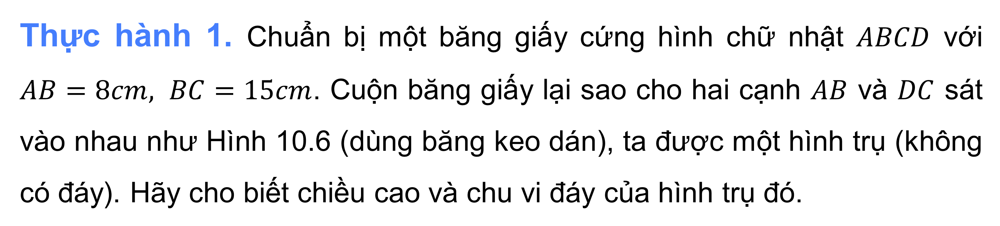 Thực hành 1. Chuẩn bị một băng giấy cứng hình chữ nhật ABCD với
AB = 8cm, BC = 15cm. Cuộn băng giấy lại sao cho hai cạnh AB và DC sát
vào nhau như Hình 10.6 (dùng băng keo dán), ta được một hình trụ (không
có đáy). Hãy cho biết chiều cao và chu vi đáy của hình trụ đó.